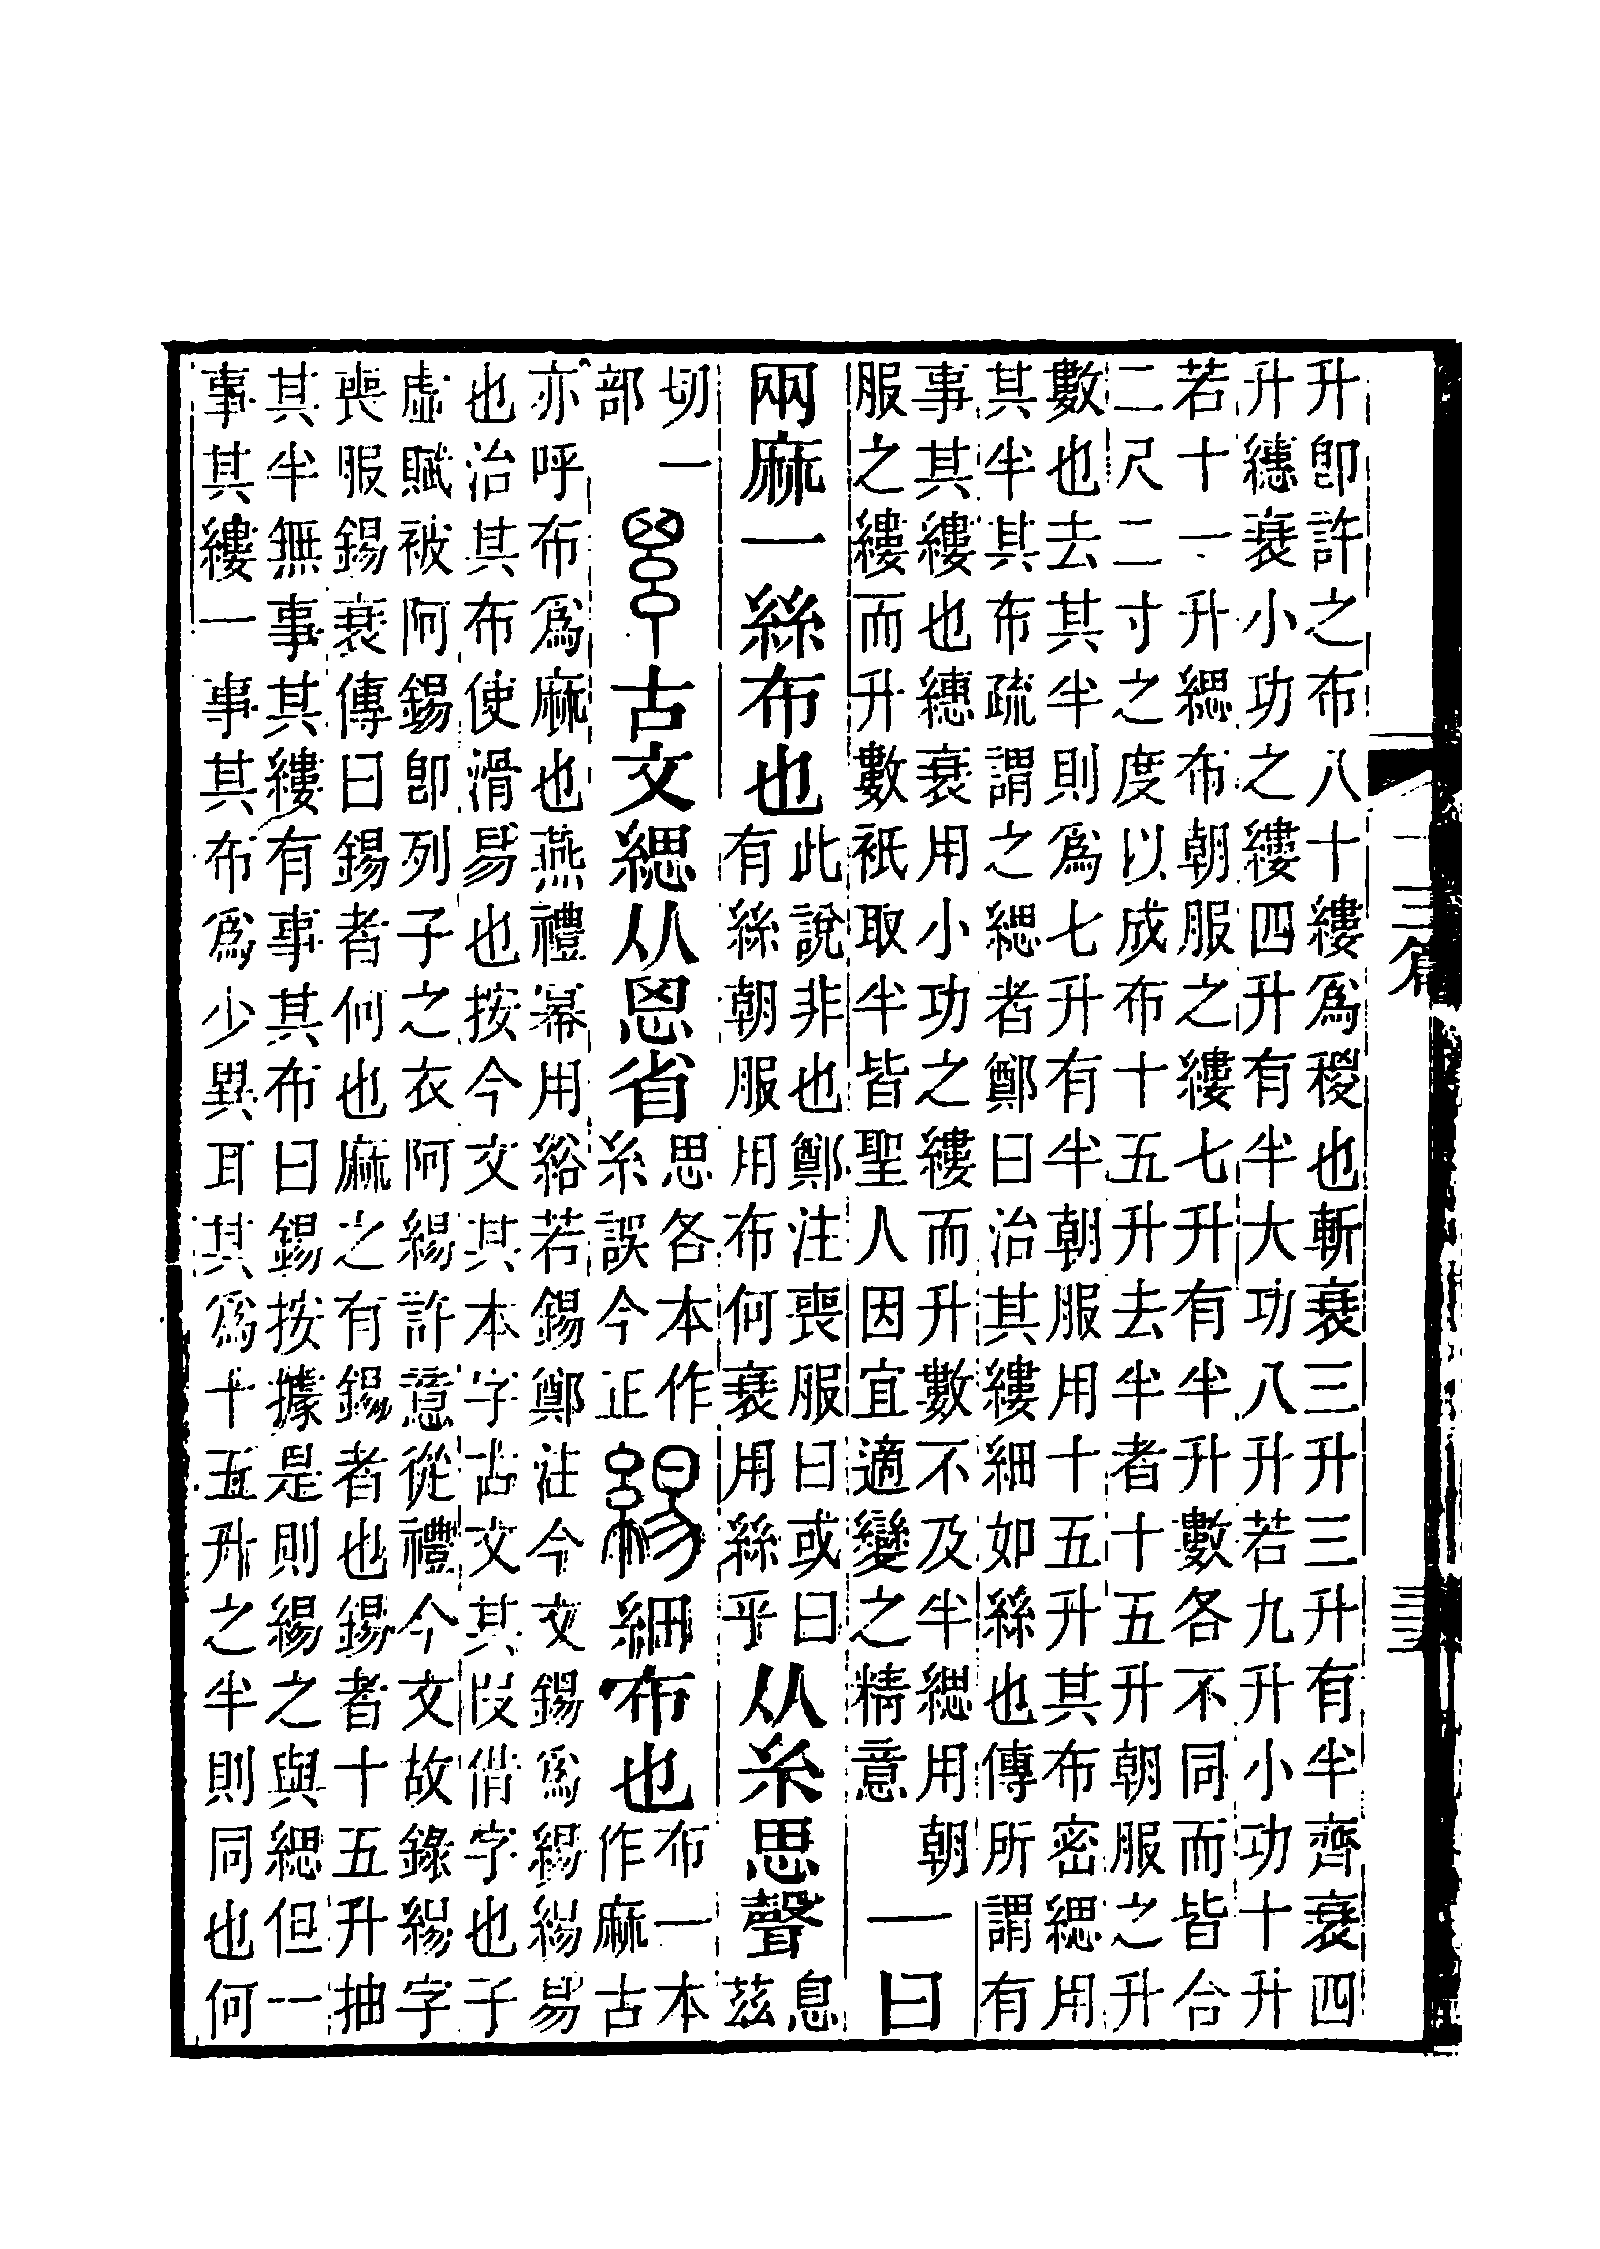 升卽許之布八十縷爲稯也斬衰三升三升有半齊衰四
升繐衰小功之縷四升有半大功八升若九升小功十升
若十一升緦布朝服之縷七升有半升數各不同而皆合
二尺二寸之度以成布十五升去半者十五升朝服之升
數也去其半則爲七升有半朝服用十五升其布密緦用
其半其布疏謂之緦者鄭曰治其縷細如絲也傳所謂有
事其縷也繐衰用小功之縷而升數不及半緦用朝
服之縷而升數衹取半皆聖人因宜適變之精意
一曰
兩麻一絲布也
此說非也鄭注喪服曰或曰
有絲朝服用布何衰用絲乎
从糸思聲
息
茲
切一
部
古文緦从恖省
思各本作
糸誤今正
緆
細布也
布一本
作麻古
亦呼布爲麻也燕禮幂用綌若錫鄭注今文錫爲緆緆易
也治其布使滑易也按今文其本字古文其叚借字也子
虛賦被阿錫卽列子之衣阿緆許意從禮今文故錄緆字
喪服錫衰傳曰錫者何也麻之有錫者也錫者十五升抽
其半無事其縷有事其布曰錫按據是則緆之與緦但一
事其縷一事其布爲少異耳其爲十五升之半則同也何